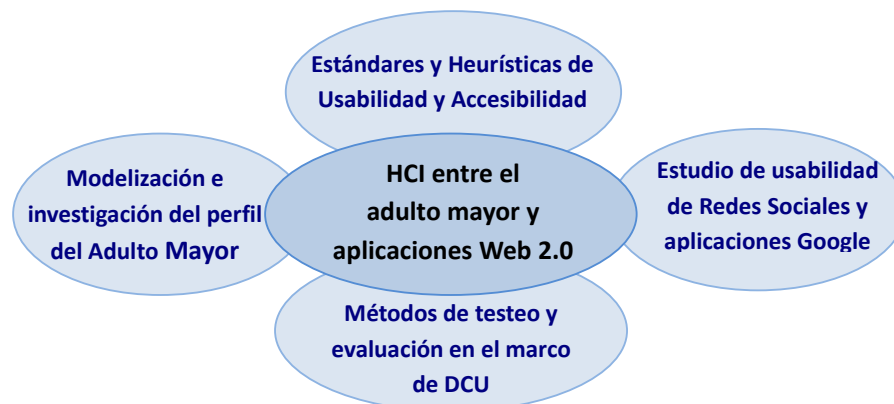 Estándares y Heurísticas de
Usabilidad y Accesibilidad
Modelización e
investigación del perfil
del Adulto Mayor
HCI entre el
adulto mayor y
aplicaciones Web 2.0
Estudio de usabilidad
de Redes Sociales y
aplicaciones Google
Métodos de testeo y
evaluación en el marco
de DCU